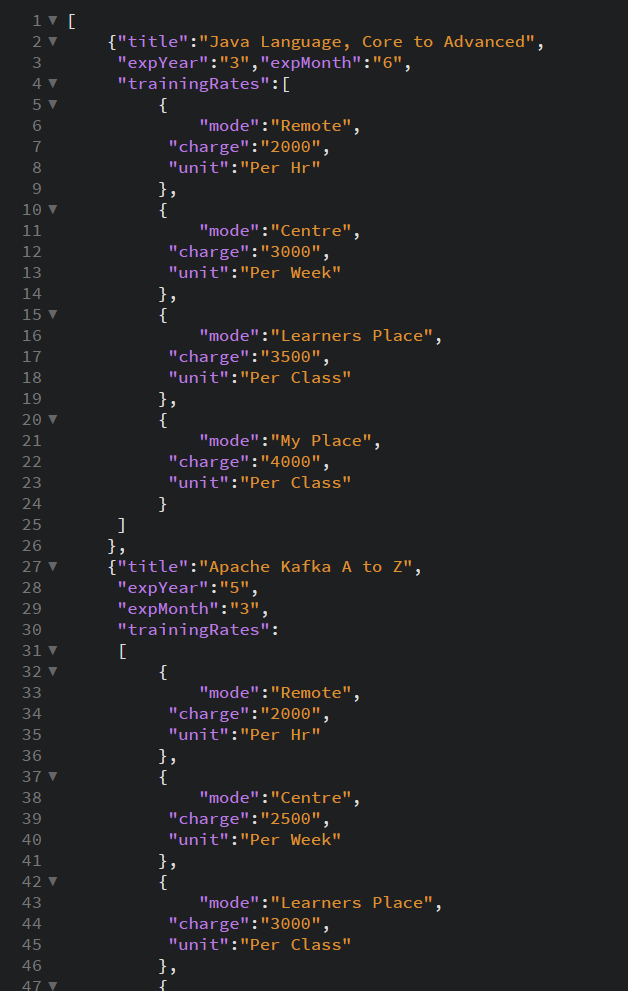 1 ▼ [
2 ▼ {"title":"Java Language, Core to Advanced",
3 "expYear":"3","expMonth":"6",
4 ▼ "trainingRates":[
5 ▼ {
6 "mode":"Remote",
7 "charge":"2000",
8 "unit":"Per Hr"
9 },
10 ▼ {
11 "mode":"Centre",
12 "charge":"3000",
13 "unit":"Per Week"
14 },
15 ▼ {
16 "mode":"Learners Place",
17 "charge":"3500",
18 "unit":"Per Class"
19 },
20 ▼ {
21 "mode":"My Place",
22 "charge":"4000",
23 "unit":"Per Class"
24 }
25 ]
26 },
27 ▼ {"title":"Apache Kafka A to Z",
28 "expYear":"5",
29 "expMonth":"3",
30 "trainingRates":
31 ▼ [
32 ▼ {
33 "mode":"Remote",
34 "charge":"2000",
35 "unit":"Per Hr"
36 },
37 ▼ {
38 "mode":"Centre",
39 "charge":"2500",
40 "unit":"Per Week"
41 },
42 ▼ {
43 "mode":"Learners Place",
44 "charge":"3000",
45 "unit":"Per Class"
46 },
47 ▼ {